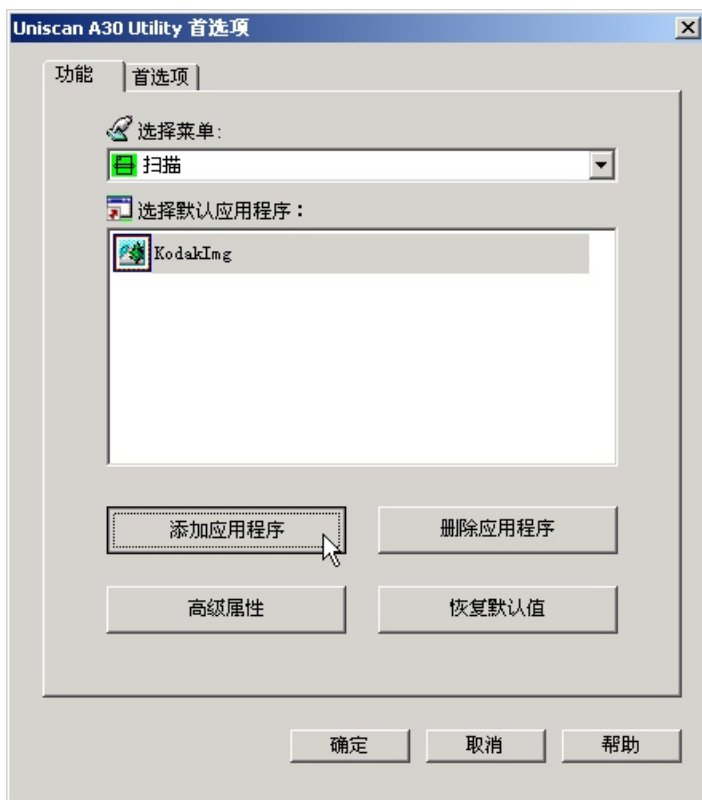 Uniscan A30 Utility 首选项
功能 首选项
选择菜单:
扫描
选择默认应用程序：
KodakImg
添加应用程序 删除应用程序
高级属性 恢复默认值
确定 取消 帮助